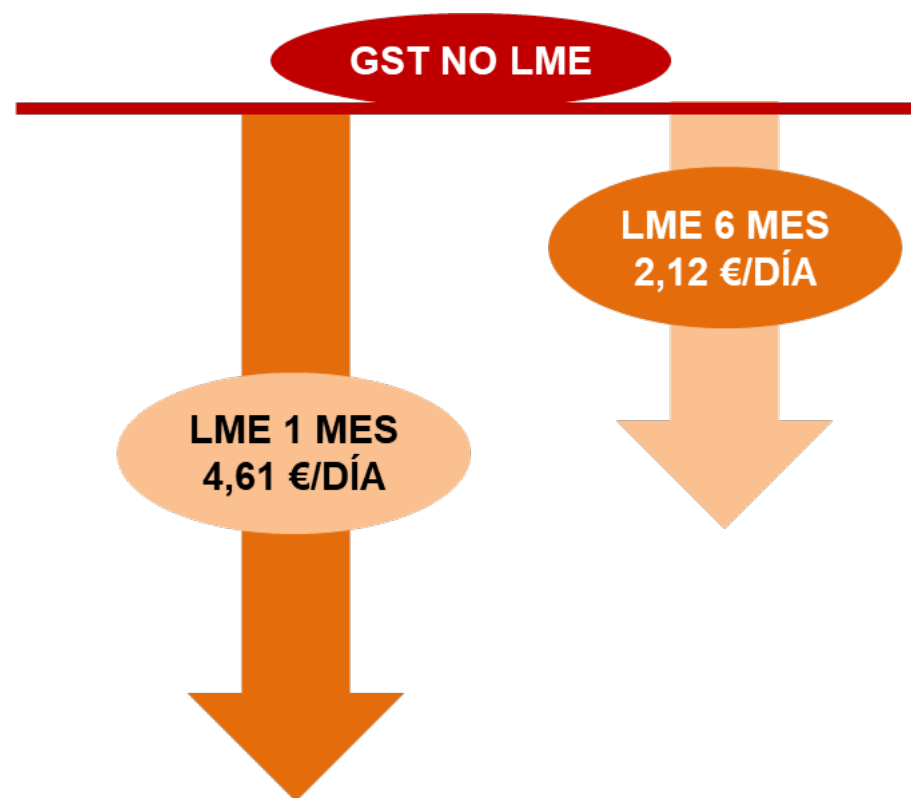 GST NO LME
LME 6 MES
2,12 €/DÍA
LME 1 MES
4,61 €/DÍA